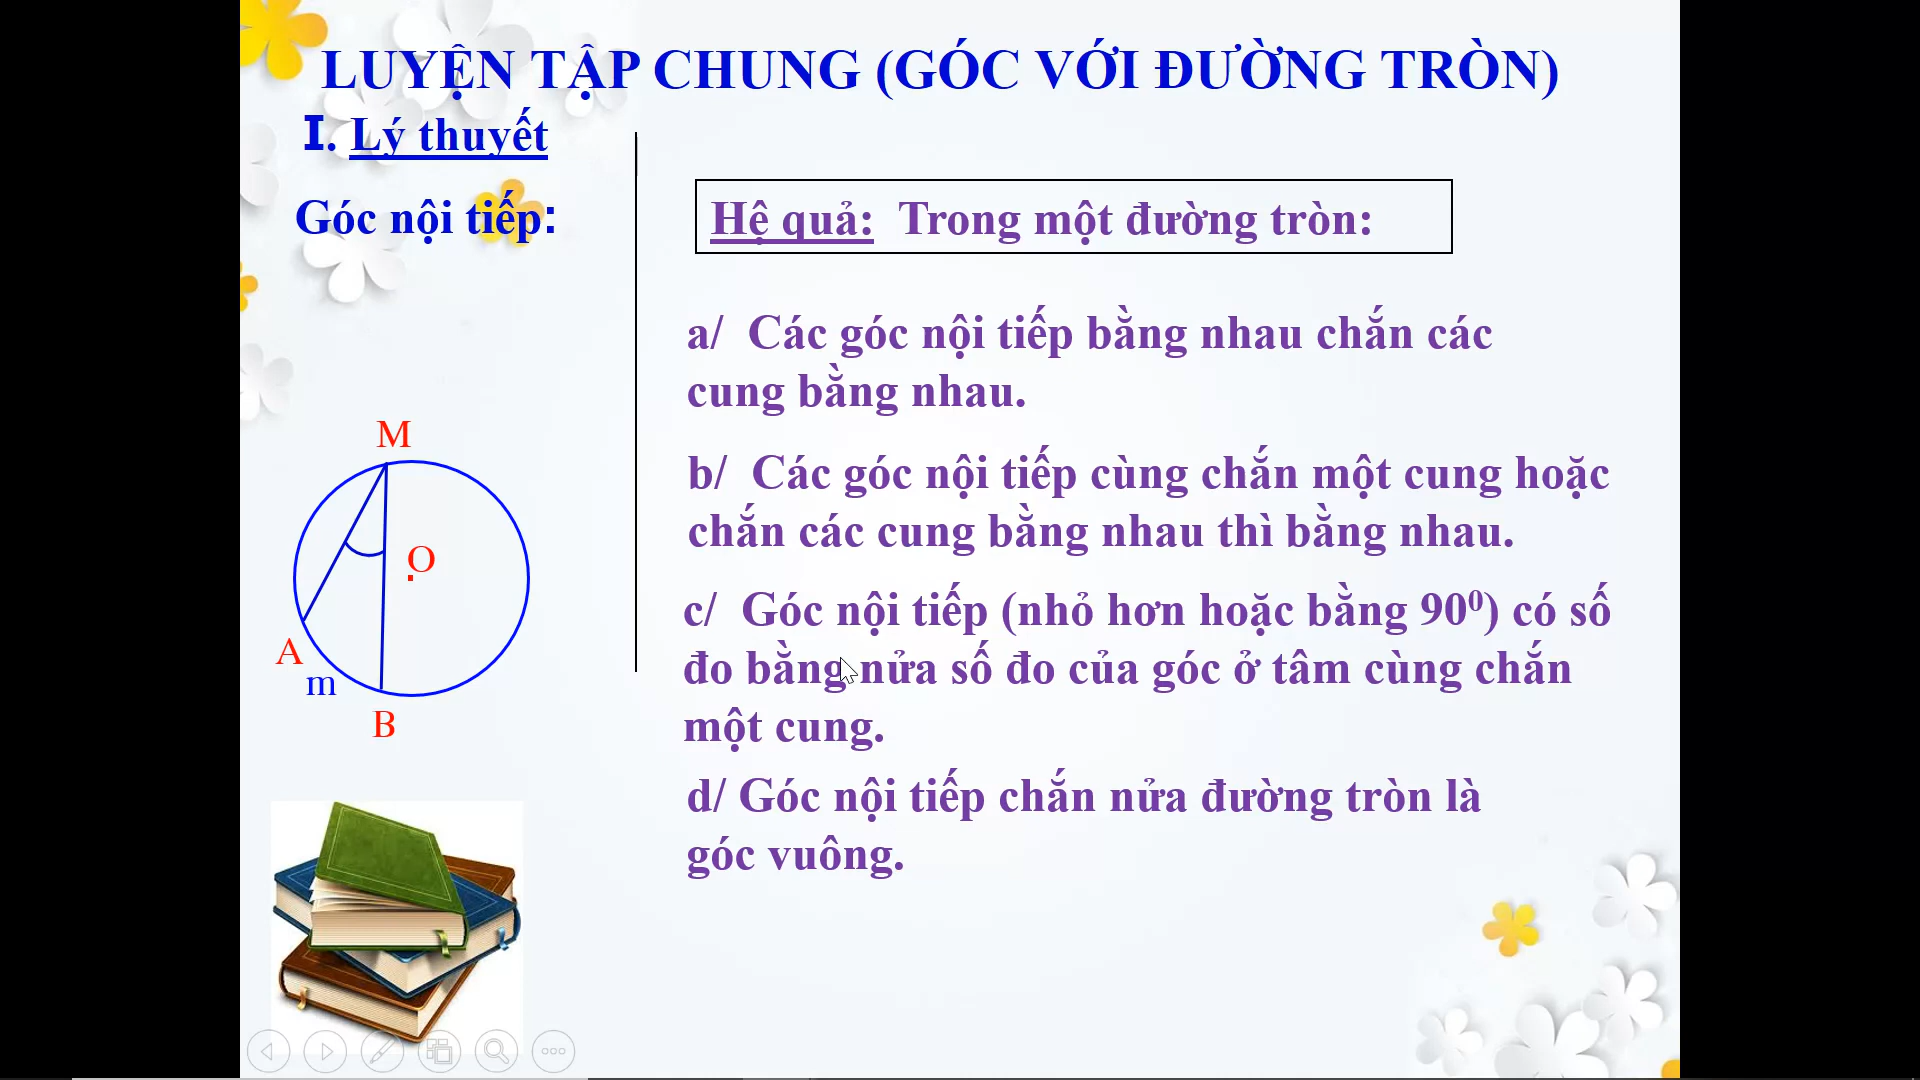 LUYỆN TẬP CHUNG (GÓC VỚI ĐƯỜNG TRÒN)
I. Lý thuyết
Góc nội tiếp:
Hệ quả: Trong một đường tròn:
a/ Các góc nội tiếp bằng nhau chắn các
cung bằng nhau.
b/ Các góc nội tiếp cùng chắn một cung hoặc
chắn các cung bằng nhau thì bằng nhau.
c/ Góc nội tiếp (nhỏ hơn hoặc bằng 90⁰) có số
đo bằng nửa số đo của góc ở tâm cùng chắn
một cung.
d/ Góc nội tiếp chắn nửa đường tròn là
góc vuông.
M
O
A
m
B